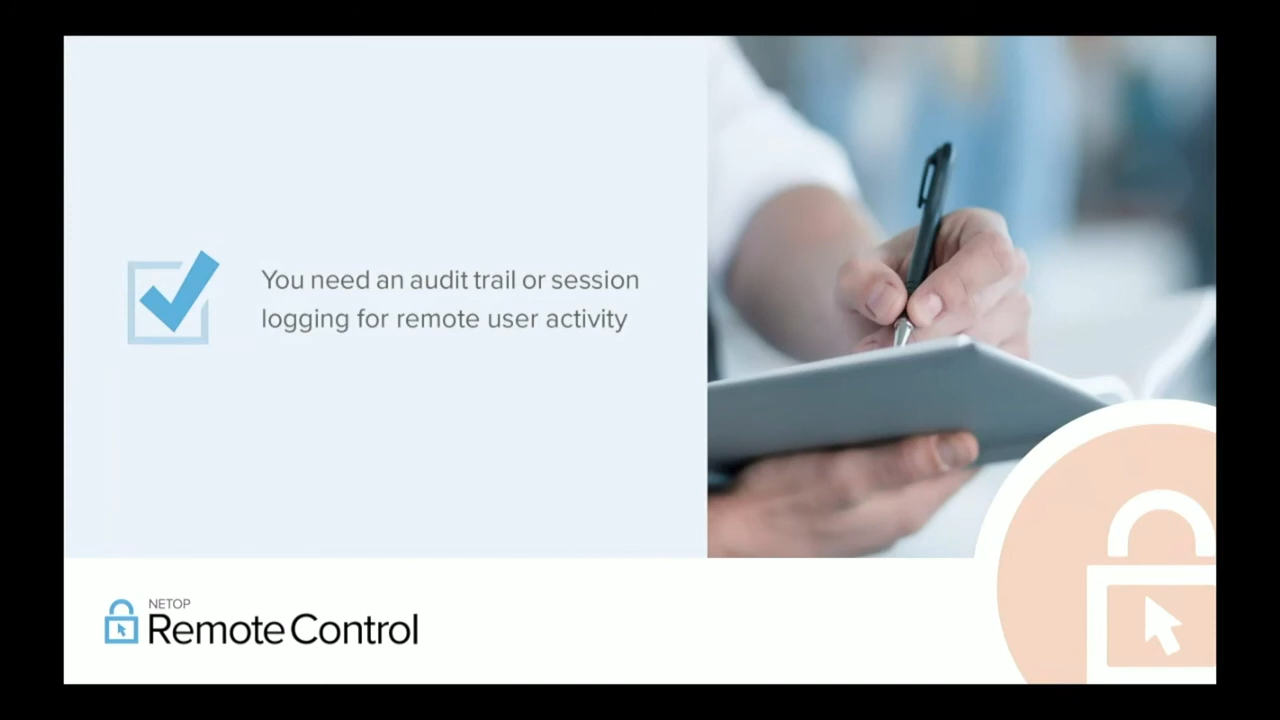 You need an audit trail or session
logging for remote user activity
NETOP
Remote Control